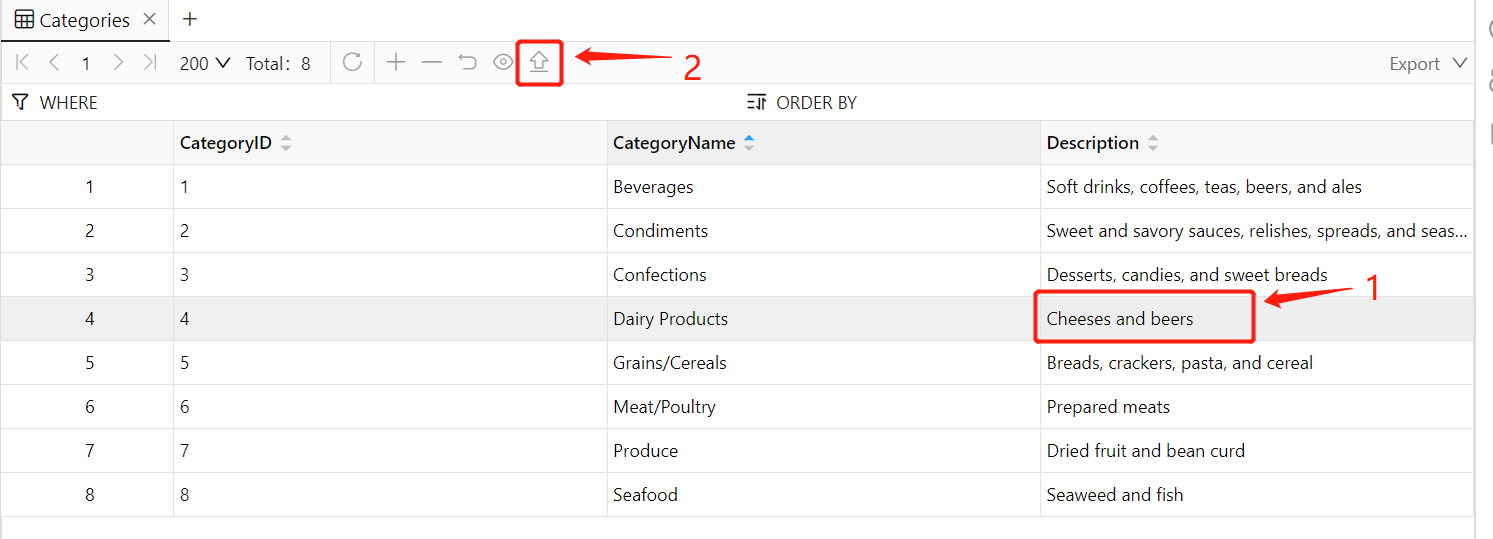 Categories
1 200 Total: 8 2 Export
WHERE ORDER BY
CategoryID CategoryName Description
1 1 Beverages Soft drinks, coffees, teas, beers, and ales
2 2 Condiments Sweet and savory sauces, relishes, spreads, and seas...
3 3 Confections Desserts, candies, and sweet breads
1
4 4 Dairy Products Cheeses and beers
5 5 Grains/Cereals Breads, crackers, pasta, and cereal
6 6 Meat/Poultry Prepared meats
7 7 Produce Dried fruit and bean curd
8 8 Seafood Seaweed and fish